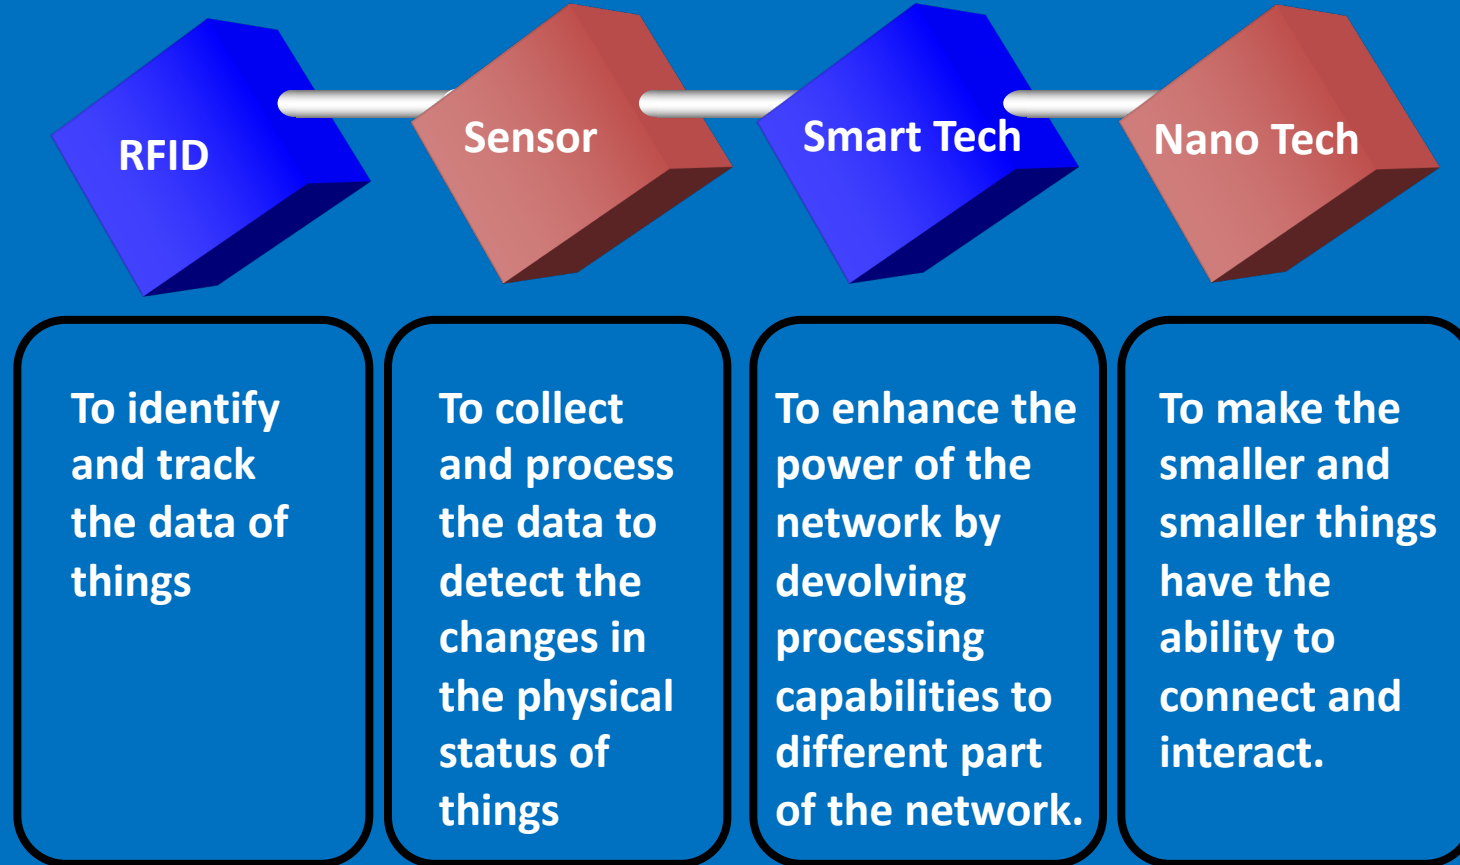 RFID
Sensor
Smart Tech
Nano Tech
To identify
and track
the data of
things
To collect
and process
the data to
detect the
changes in
the physical
status of
things
To enhance the
power of the
network by
devolving
processing
capabilities to
different part
of the network.
To make the
smaller and
smaller things
have the
ability to
connect and
interact.